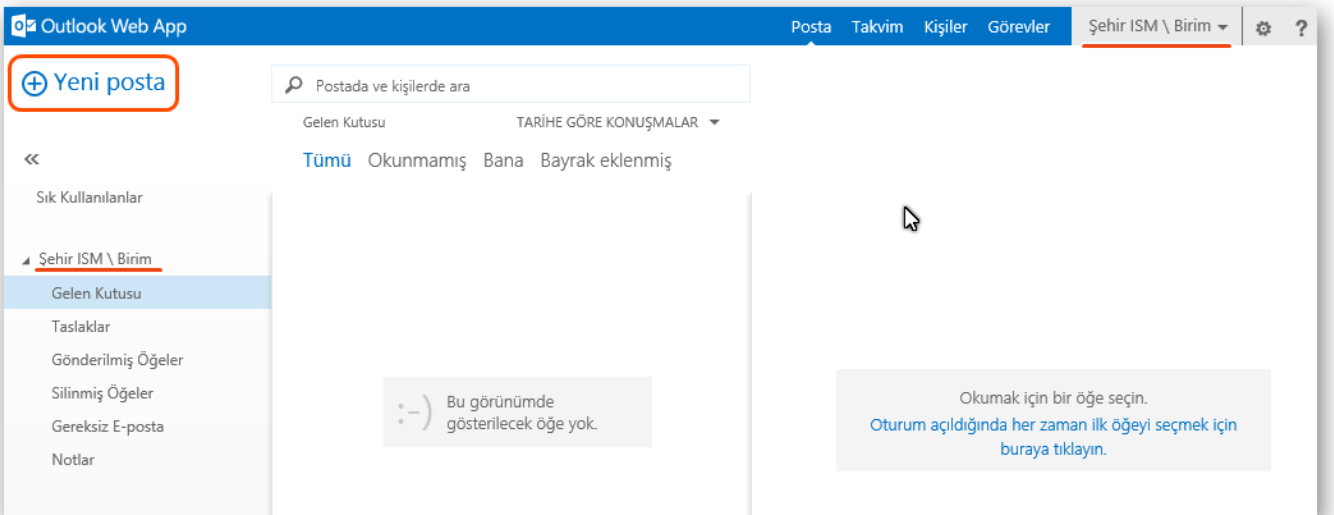 Outlook Web App
Posta Takvim Kişiler Görevler Şehir ISM \ Birim ?
Yeni posta
Postada ve kişilerde ara
Gelen Kutusu TARİHE GÖRE KONUŞMALAR
Tümü Okunmamış Bana Bayrak eklenmiş
Sık Kullanılanlar
Şehir ISM \ Birim
Gelen Kutusu
Taslaklar
Gönderilmiş Öğeler
Silinmiş Öğeler
Gereksiz E-posta
Notlar
:-)
Bu görünümde
gösterilecek öğe yok.
Okumak için bir öğe seçin.
Oturum açıldığında her zaman ilk öğeyi seçmek için
buraya tıklayın.